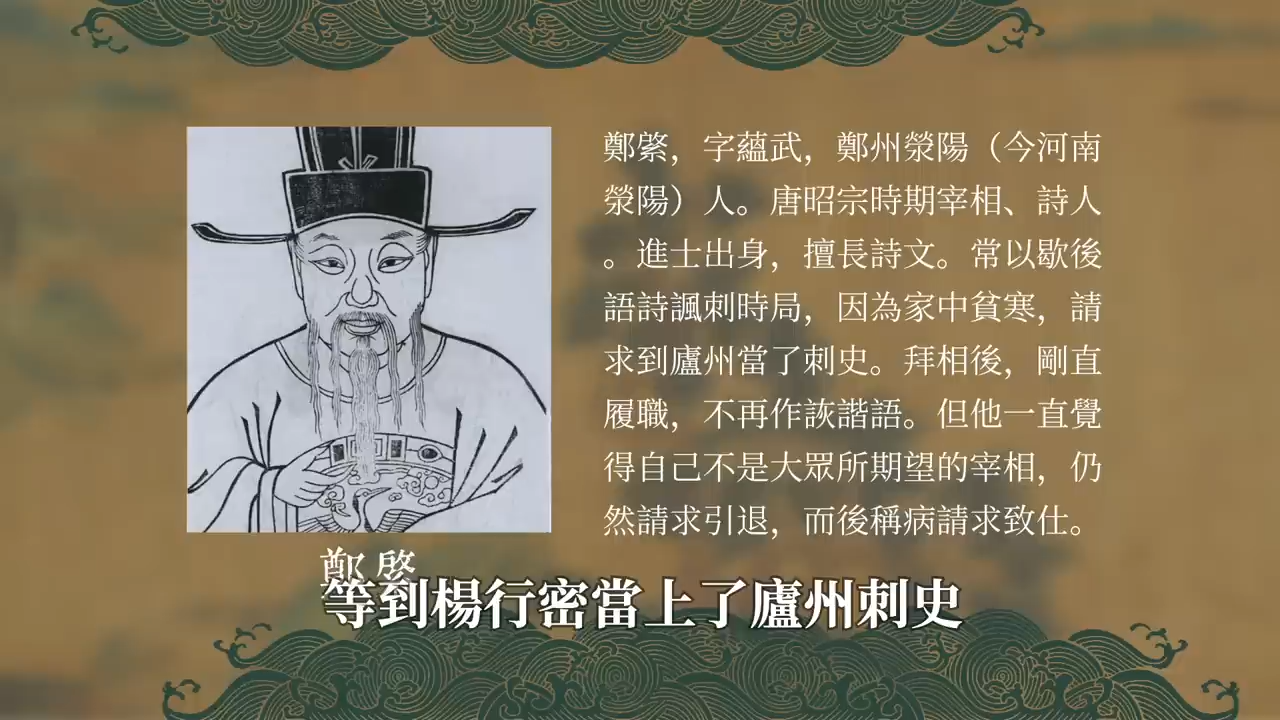 鄭綮，字蘊武，鄭州滎陽（今河南
滎陽）人。唐昭宗時期宰相、詩人
。進士出身，擅長詩文。常以歇後
語詩諷刺時局，因為家中貧寒，請
求到廬州當了刺史。拜相後，剛直
履職，不再作詼諧語。但他一直覺
得自己不是大眾所期望的宰相，仍
然請求引退，而後稱病請求致仕。
鄭綮
等到楊行密當上了廬州刺史